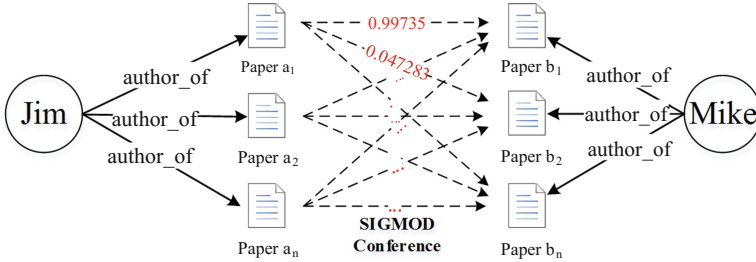 0.99735
0.047283
Paper a1
Paper b1
author_of
author_of
Jim
author_of
author_of
Mike
author_of
author_of
Paper a2
Paper b2
...
...
...
SIGMOD
Conference
Paper an
Paper bn